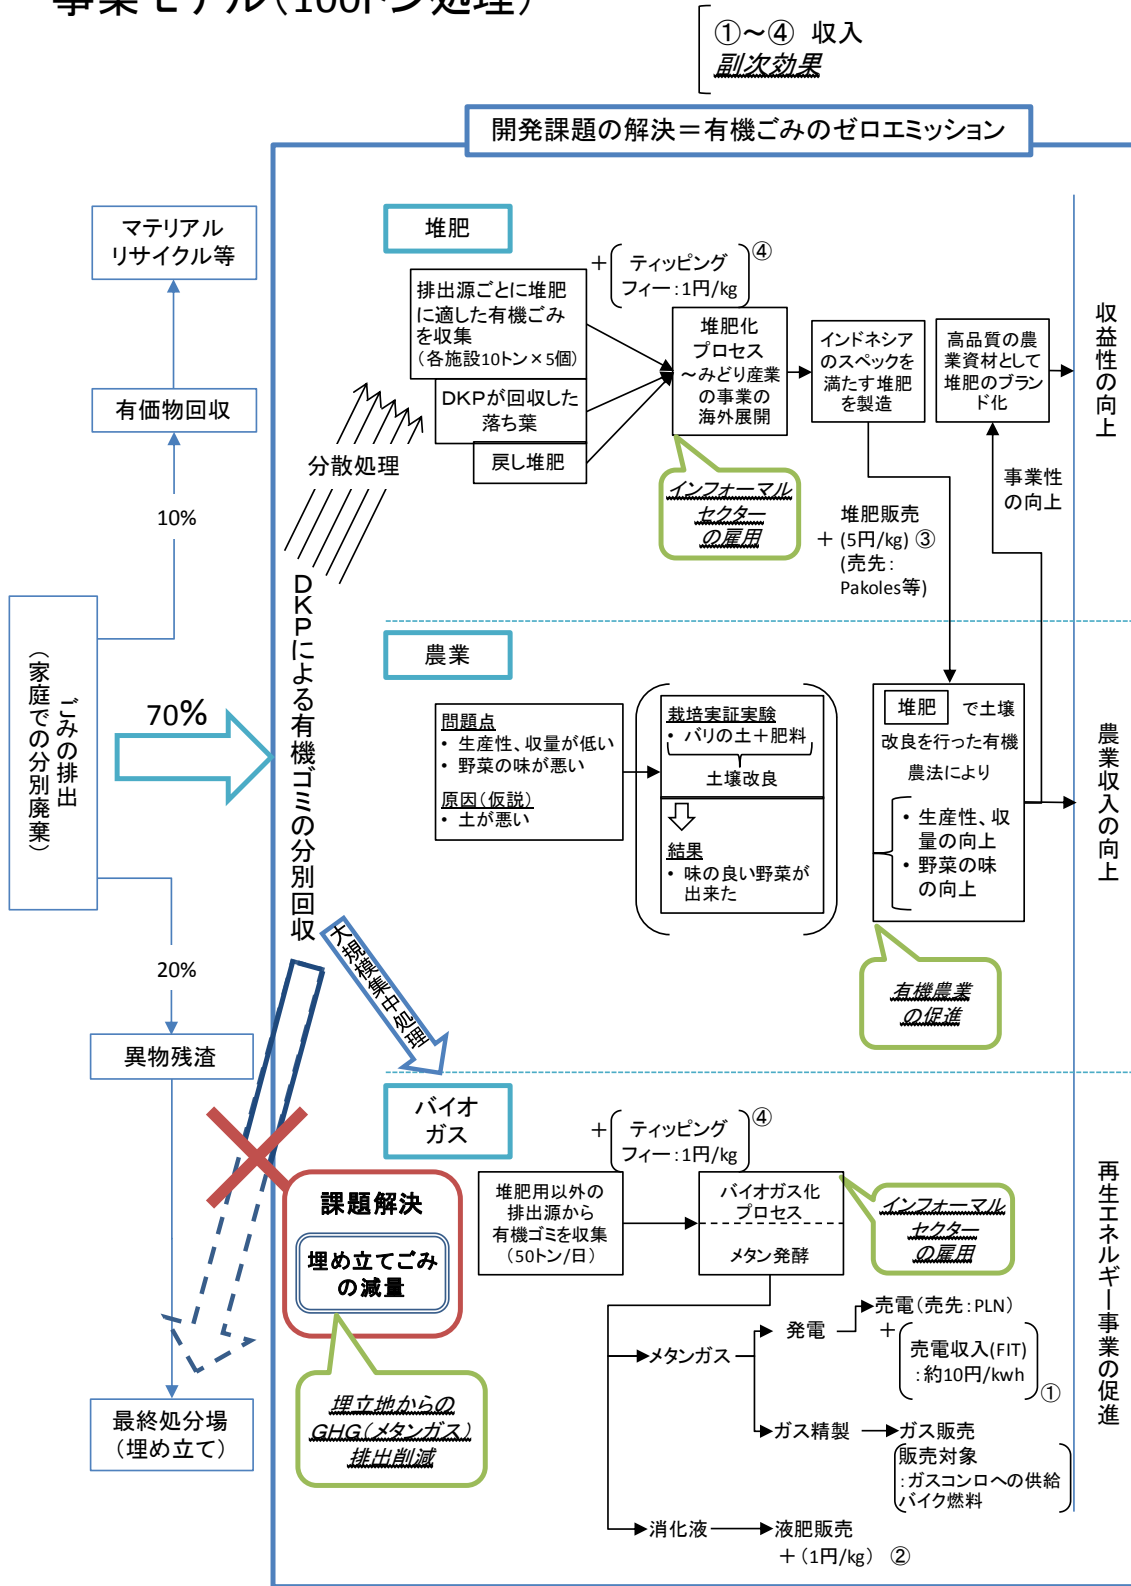 事業モデル(100トン処理)
①～④ 収入
副次効果
開発課題の解決＝有機ごみのゼロエミッション
マテリアル
リサイクル等
有価物回収
10%
ごみの排出
(家庭での分別廃棄)
70%
20%
異物残渣
最終処分場
(埋め立て)
DKPによる有機ゴミの分別回収
分散処理
大規模集中処理
堆肥
排出源ごとに堆肥
に適した有機ごみ
を収集
(各施設10トン×5個)
DKPが回収した
落ち葉
戻し堆肥
＋ ティッピング ④
フィー：1円/kg
堆肥化
プロセス
～みどり産業
の事業の
海外展開
インフォーマル
セクター
の雇用
インドネシア
のスペックを
満たす堆肥
を製造
高品質の農
業資材として
堆肥のブラン
ド化
堆肥販売
＋ (5円/kg) ③
(売先：
Pakoles等)
事業性
の向上
収益性の向上
農業
問題点
・ 生産性、収量が低い
・ 野菜の味が悪い
原因(仮説)
・ 土が悪い
栽培実証実験
・ バリの土＋肥料
土壌改良
結果
・ 味の良い野菜が
出来た
堆肥 で土壌
改良を行った有機
農法により
・ 生産性、収
量の向上
・ 野菜の味
の向上
有機農業
の促進
農業収入の向上
バイオ
ガス
＋ ティッピング ④
フィー：1円/kg
堆肥用以外の
排出源から
有機ゴミを収集
(50トン/日)
バイオガス化
プロセス
メタン発酵
インフォーマル
セクター
の雇用
課題解決
埋め立てごみ
の減量
埋立地からの
GHG(メタンガス)
排出削減
メタンガス
発電
売電(売先：PLN)
＋ 売電収入(FIT)
：約10円/kwh ①
ガス精製
ガス販売
販売対象
：ガスコンロへの供給
バイク燃料
消化液
液肥販売
＋ (1円/kg) ②
再生エネルギー事業の促進